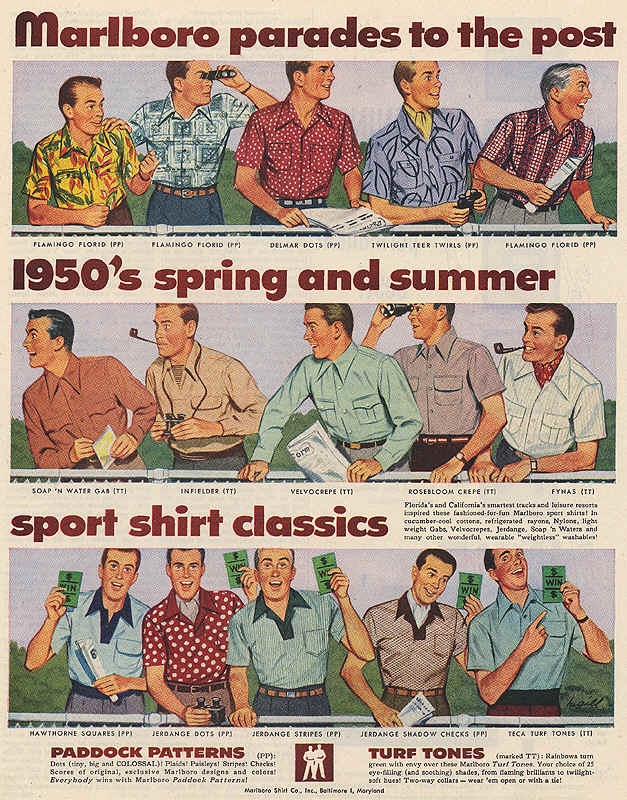 Marlboro parades to the post
FLAMINGO FLORID (PP) FLAMINGO FLORID (PP) DELMAR DOTS (PP) TWILIGHT TEER TWIRLS (PP) FLAMINGO FLORID (PP)
1950's spring and summer
SOAP 'N WATER GAB (TT) INFIELDER (TT) VELVOCREPE (TT) ROSEBLOOM CREPE (TT) FYNAS (TT)
sport shirt classics
Florida's and California's smartest tracks and leisure resorts
inspired these fashioned-for-fun Marlboro sport shirts! In
cucumber-cool cottons, refrigerated rayons, Nylons, light
weight Gabs, Velvocrepes, Jerdange, Soap 'n Waters and
many other wonderful, wearable "weightless" washables!
$ WIN $ WIN $ WIN $ WIN $ WIN
HAWTHORNE SQUARES (PP) JERDANGE DOTS (PP) JERDANGE STRIPES (PP) JERDANGE SHADOW CHECKS (PP) TECA TURF TONES (TT)
PADDOCK PATTERNS (PP):
Dots (tiny, big and COLOSSAL)! Plaids! Paisleys! Stripes! Checks!
Scores of original, exclusive Marlboro designs and colors!
Everybody wins with Marlboro Paddock Patterns!
TURF TONES (marked TT): Rainbows turn
green with envy over these Marlboro Turf Tones. Your choice of 25
eye-filling (and soothing) shades, from flaming brilliants to twilight-
soft hues! Two-way collars — wear 'em open or with a tie!
Marlboro Shirt Co., Inc., Baltimore 1, Maryland